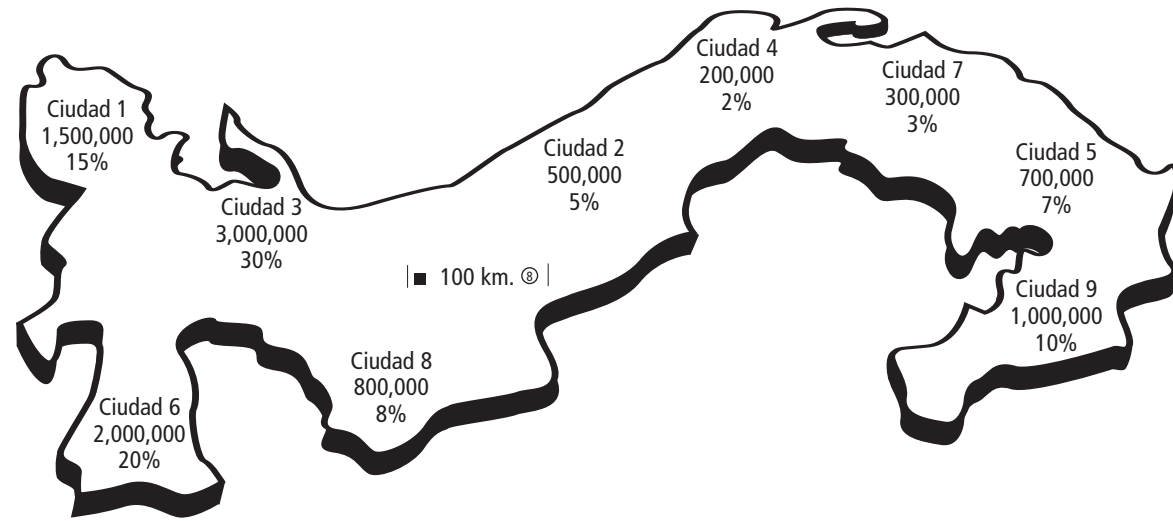 Ciudad 4
200,000
2%
Ciudad 7
300,000
3%
Ciudad 1
1,500,000
15%
Ciudad 2
500,000
5%
Ciudad 5
700,000
7%
Ciudad 3
3,000,000
30%
100 km. ⑧
Ciudad 9
1,000,000
10%
Ciudad 8
800,000
8%
Ciudad 6
2,000,000
20%